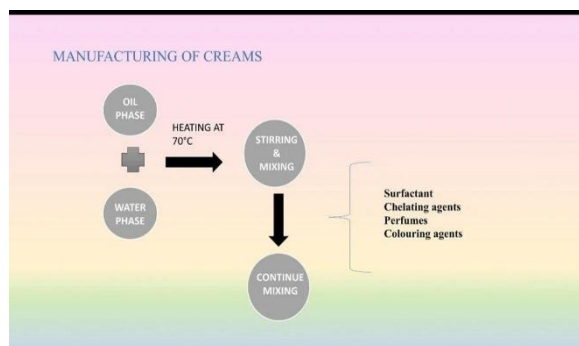 MANUFACTURING OF CREAMS
OIL
PHASE
HEATING AT
70°C
WATER
PHASE
STIRRING
&
MIXING
CONTINUE
MIXING
Surfactant
Chelating agents
Perfumes
Colouring agents